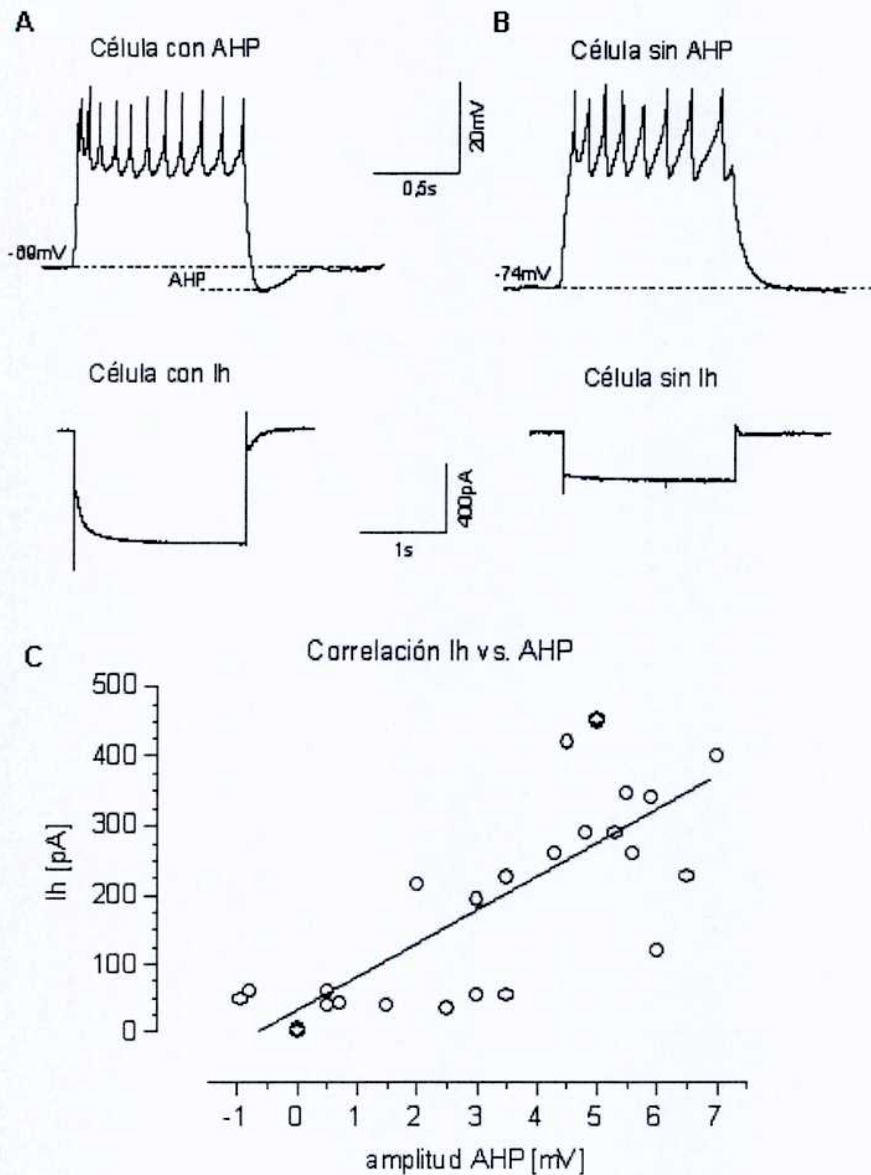 A
B
Célula con AHP
Célula sin AHP
20mV
0,5s
-69mV
AHP
-74mV
Célula con Ih
Célula sin Ih
400pA
1s
C
Correlación Ih vs. AHP
500
400
300
200
100
0
Ih [pA]
-1 0 1 2 3 4 5 6 7
amplitud AHP [mV]